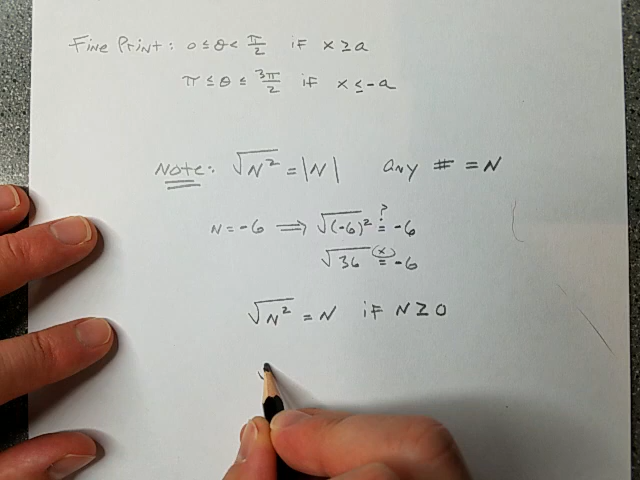 Fine Print: 0 ≤ θ < π/2 if x ≥ a
π ≤ θ ≤ 3π/2 if x ≤ -a
Note: √N² = |N| any # = N
N = -6 ⟹ √(-6)² ?= -6
√36 (x)= -6
√N² = N if N ≥ 0